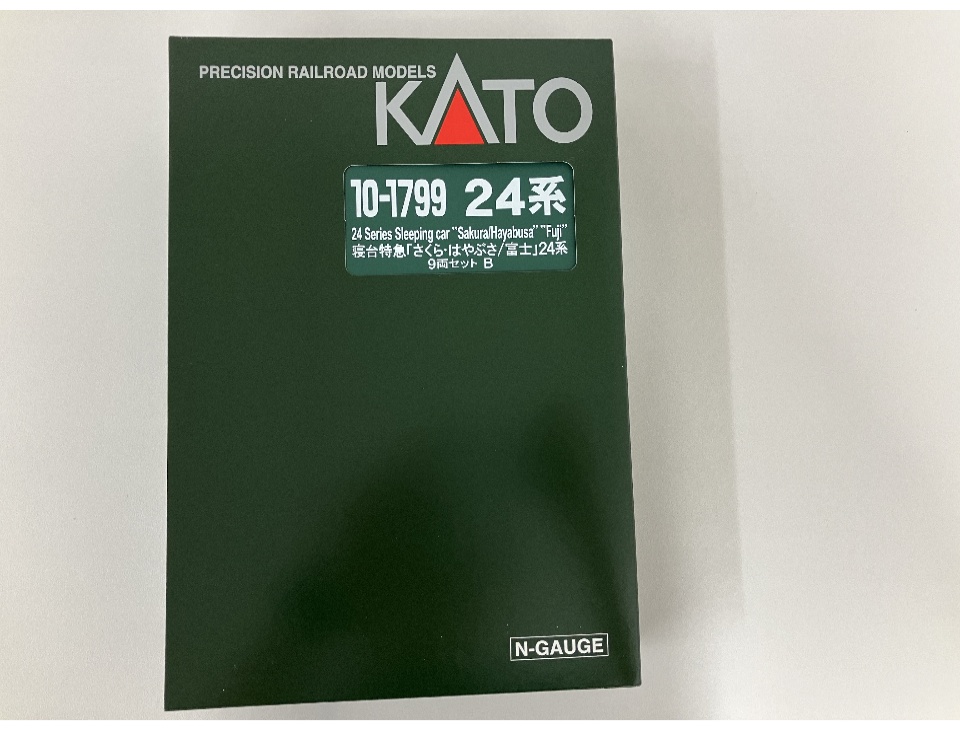 PRECISION RAILROAD MODELS
KATO
10-1799 24系
24 Series Sleeping car "Sakura/Hayabusa" "Fuji"
寝台特急「さくら・はやぶさ/富士」24系
9両セット B
N-GAUGE